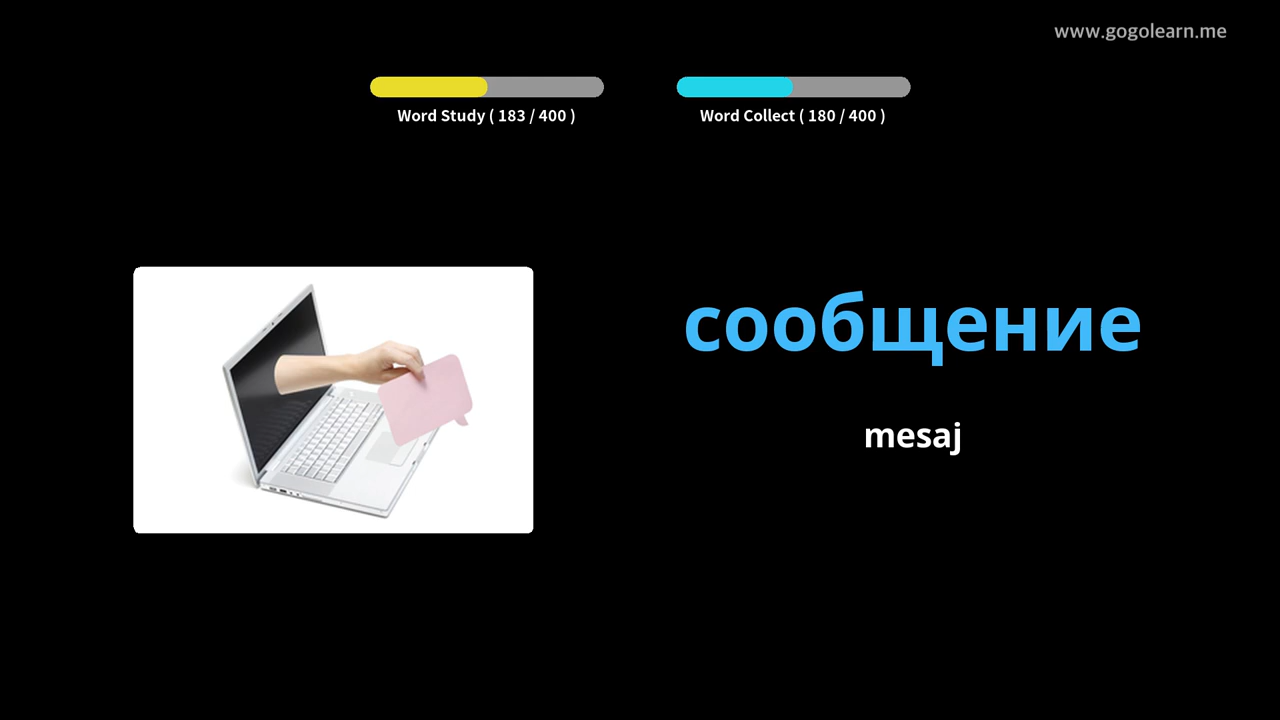 www.gogolearn.me
Word Study ( 183 / 400 )
Word Collect ( 180 / 400 )
сообщение
mesaj